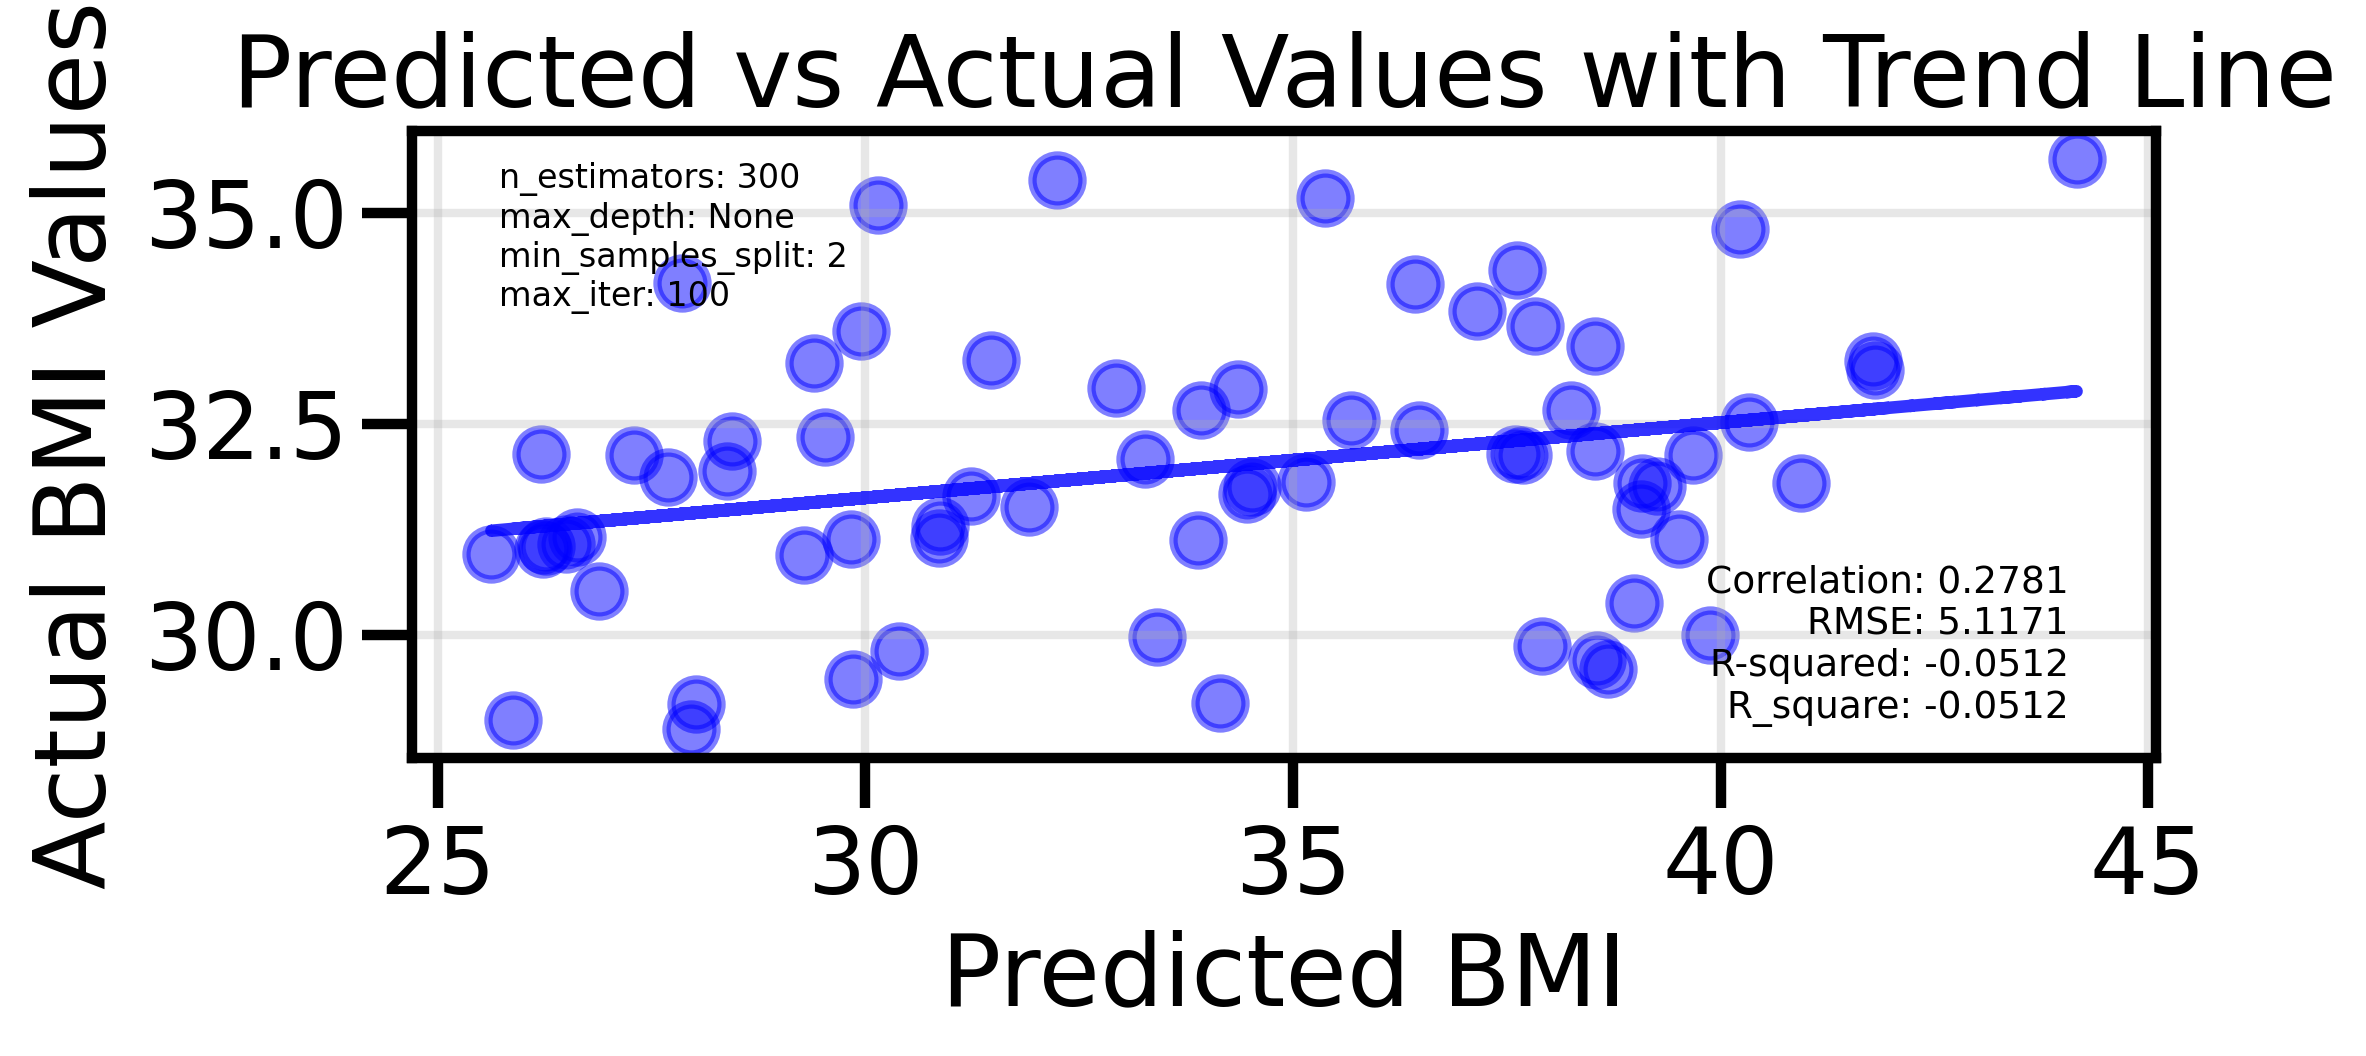 Predicted vs Actual Values with Trend Line
Actual BMI Values
35.0
32.5
30.0
n_estimators: 300
max_depth: None
min_samples_split: 2
max_iter: 100
Correlation: 0.2781
RMSE: 5.1171
R-squared: -0.0512
R_square: -0.0512
25 30 35 40 45
Predicted BMI